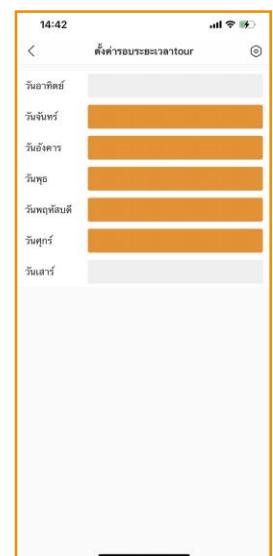 14:42
ตั้งค่ารอบระยะเวลาtour
วันอาทิตย์
วันจันทร์
วันอังคาร
วันพุธ
วันพฤหัสบดี
วันศุกร์
วันเสาร์